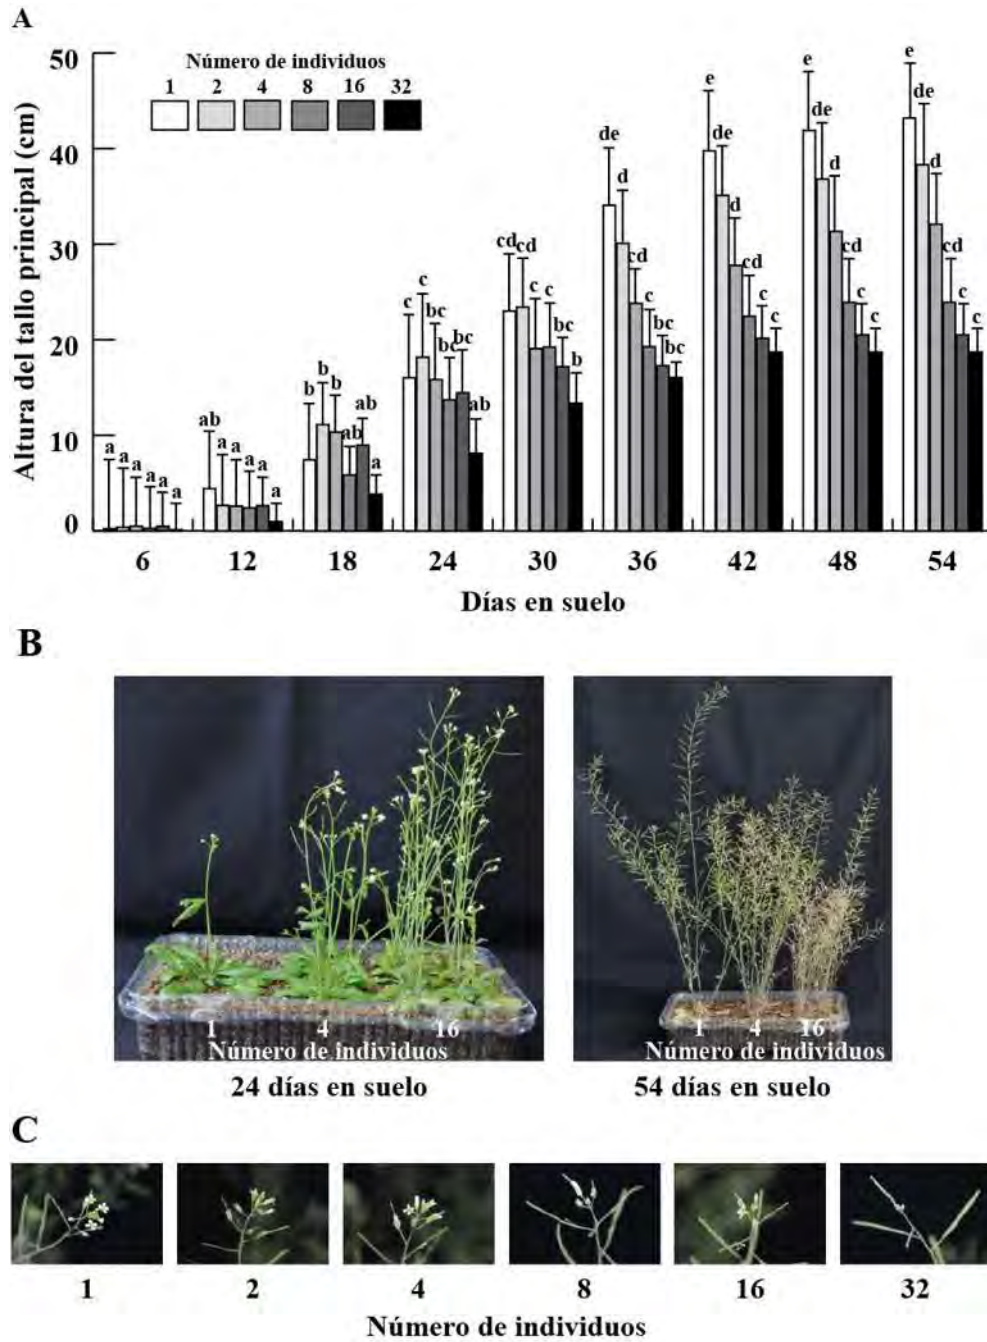 A
50
40
30
20
10
0
Altura del tallo principal (cm)
Número de individuos
1 2 4 8 16 32
a a a a a a
ab a a a a a
b b b ab ab a
c c bc bc bc ab
cd cd c c bc b
de d cd c bc bc
e de d cd c c
e de d cd c c
e de d cd c c
6 12 18 24 30 36 42 48 54
Días en suelo
B
1 4 16
Número de individuos
24 días en suelo
1 4 16
Número de individuos
54 días en suelo
C
1 2 4 8 16 32
Número de individuos